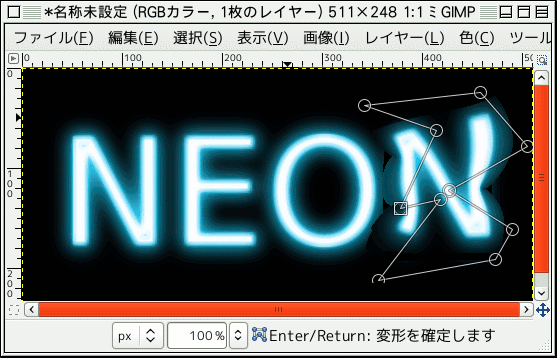 *名称未設定 (RGBカラー, 1枚のレイヤー) 511×248 1:1 ミ GIMP
ファイル(F) 編集(E) 選択(S) 表示(V) 画像(I) レイヤー(L) 色(C) ツール
0 100 200 300 400 500
0
100
200
NEON
px 100% Enter/Return: 変形を確定します